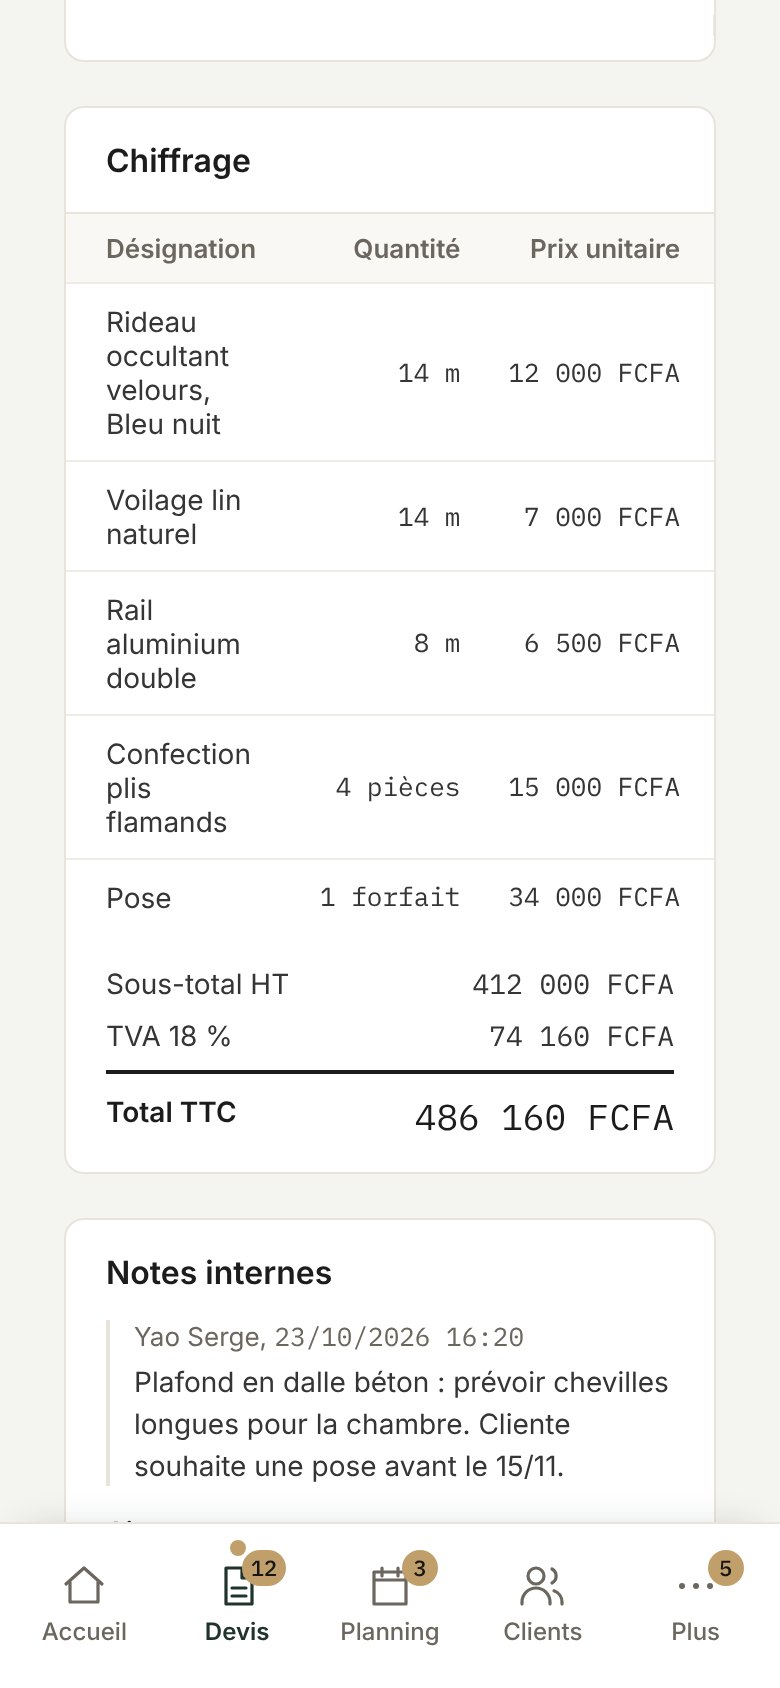 Chiffrage
Désignation Quantité Prix unitaire
Rideau
occultant
velours,
Bleu nuit
14 m 12 000 FCFA
Voilage lin
naturel
14 m 7 000 FCFA
Rail
aluminium
double
8 m 6 500 FCFA
Confection
plis
flamands
4 pièces 15 000 FCFA
Pose 1 forfait 34 000 FCFA
Sous-total HT 412 000 FCFA
TVA 18 % 74 160 FCFA
Total TTC 486 160 FCFA
Notes internes
Yao Serge, 23/10/2026 16:20
Plafond en dalle béton : prévoir chevilles
longues pour la chambre. Cliente
souhaite une pose avant le 15/11.
12 3 5
Accueil Devis Planning Clients Plus